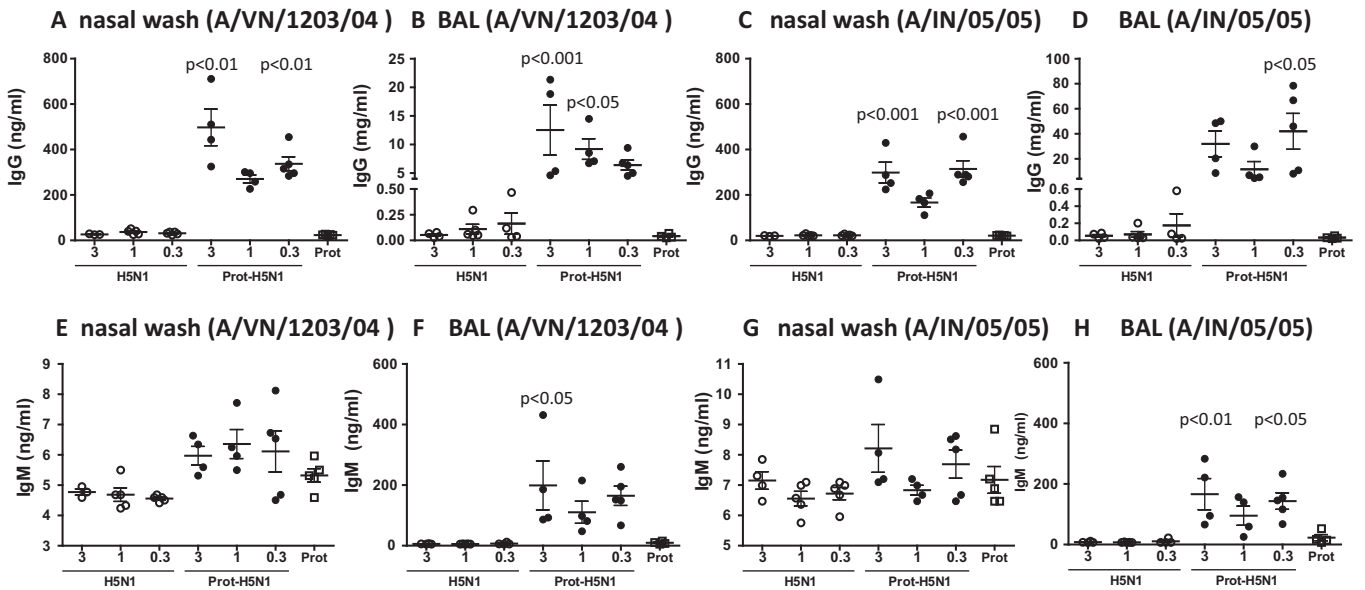 A nasal wash (A/VN/1203/04 )
IgG (ng/ml)
800
600
400
200
0
p<0.01
p<0.01
3 1 0.3 3 1 0.3 Prot
H5N1 Prot-H5N1
B BAL (A/VN/1203/04 )
IgG (mg/ml)
25
20
15
10
5
0.50
0.25
0.00
p<0.001
p<0.05
3 1 0.3 3 1 0.3 Prot
H5N1 Prot-H5N1
C nasal wash (A/IN/05/05)
IgG (ng/ml)
800
600
400
200
0
p<0.001
p<0.001
3 1 0.3 3 1 0.3 Prot
H5N1 Prot-H5N1
D BAL (A/IN/05/05)
IgG (mg/ml)
100
80
60
40
20
0.6
0.4
0.2
0.0
p<0.05
3 1 0.3 3 1 0.3 Prot
H5N1 Prot-H5N1
E nasal wash (A/VN/1203/04 )
IgM (ng/ml)
9
8
7
6
5
4
3
3 1 0.3 3 1 0.3 Prot
H5N1 Prot-H5N1
F BAL (A/VN/1203/04 )
IgM (ng/ml)
600
400
200
0
p<0.05
3 1 0.3 3 1 0.3 Prot
H5N1 Prot-H5N1
G nasal wash (A/IN/05/05)
IgM (ng/ml)
11
10
9
8
7
6
5
3 1 0.3 3 1 0.3 Prot
H5N1 Prot-H5N1
H BAL (A/IN/05/05)
IgM (ng/ml)
600
400
200
0
p<0.01
p<0.05
3 1 0.3 3 1 0.3 Prot
H5N1 Prot-H5N1